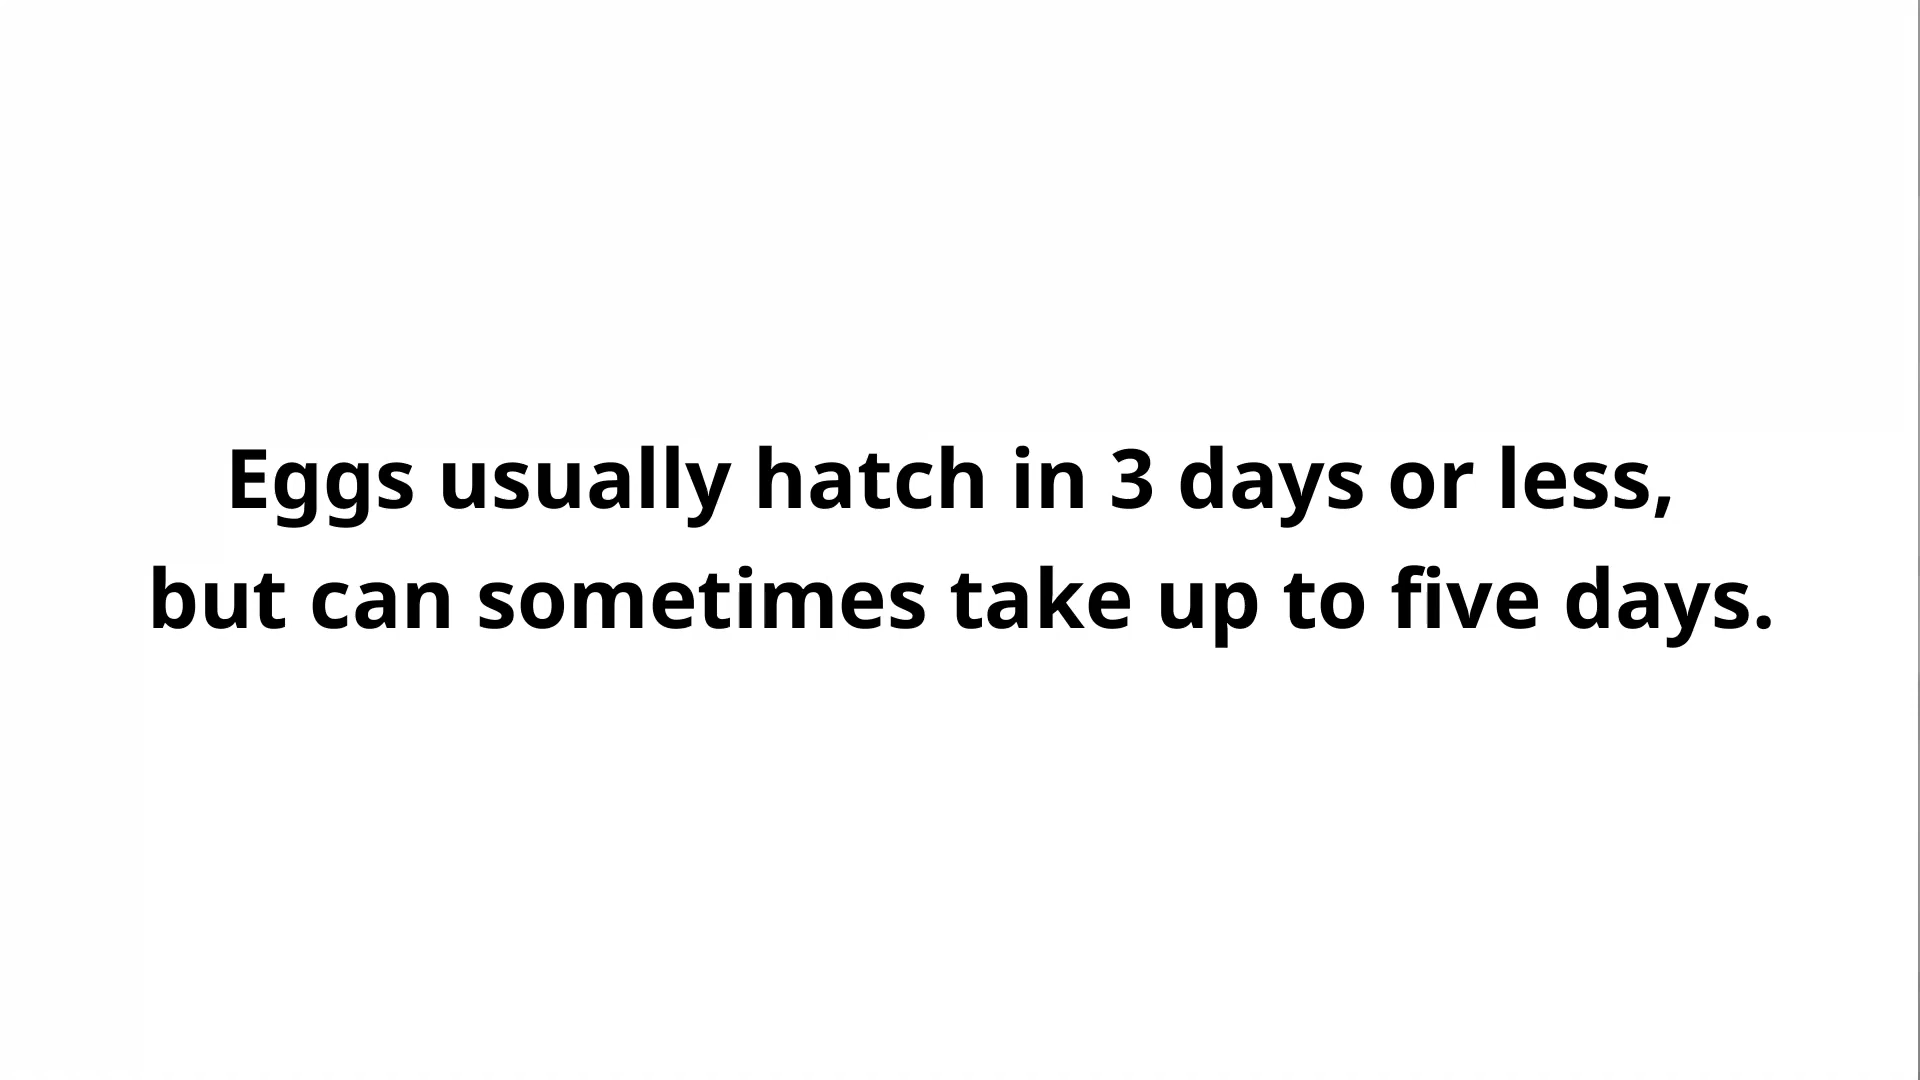 Eggs usually hatch in 3 days or less,
but can sometimes take up to five days.